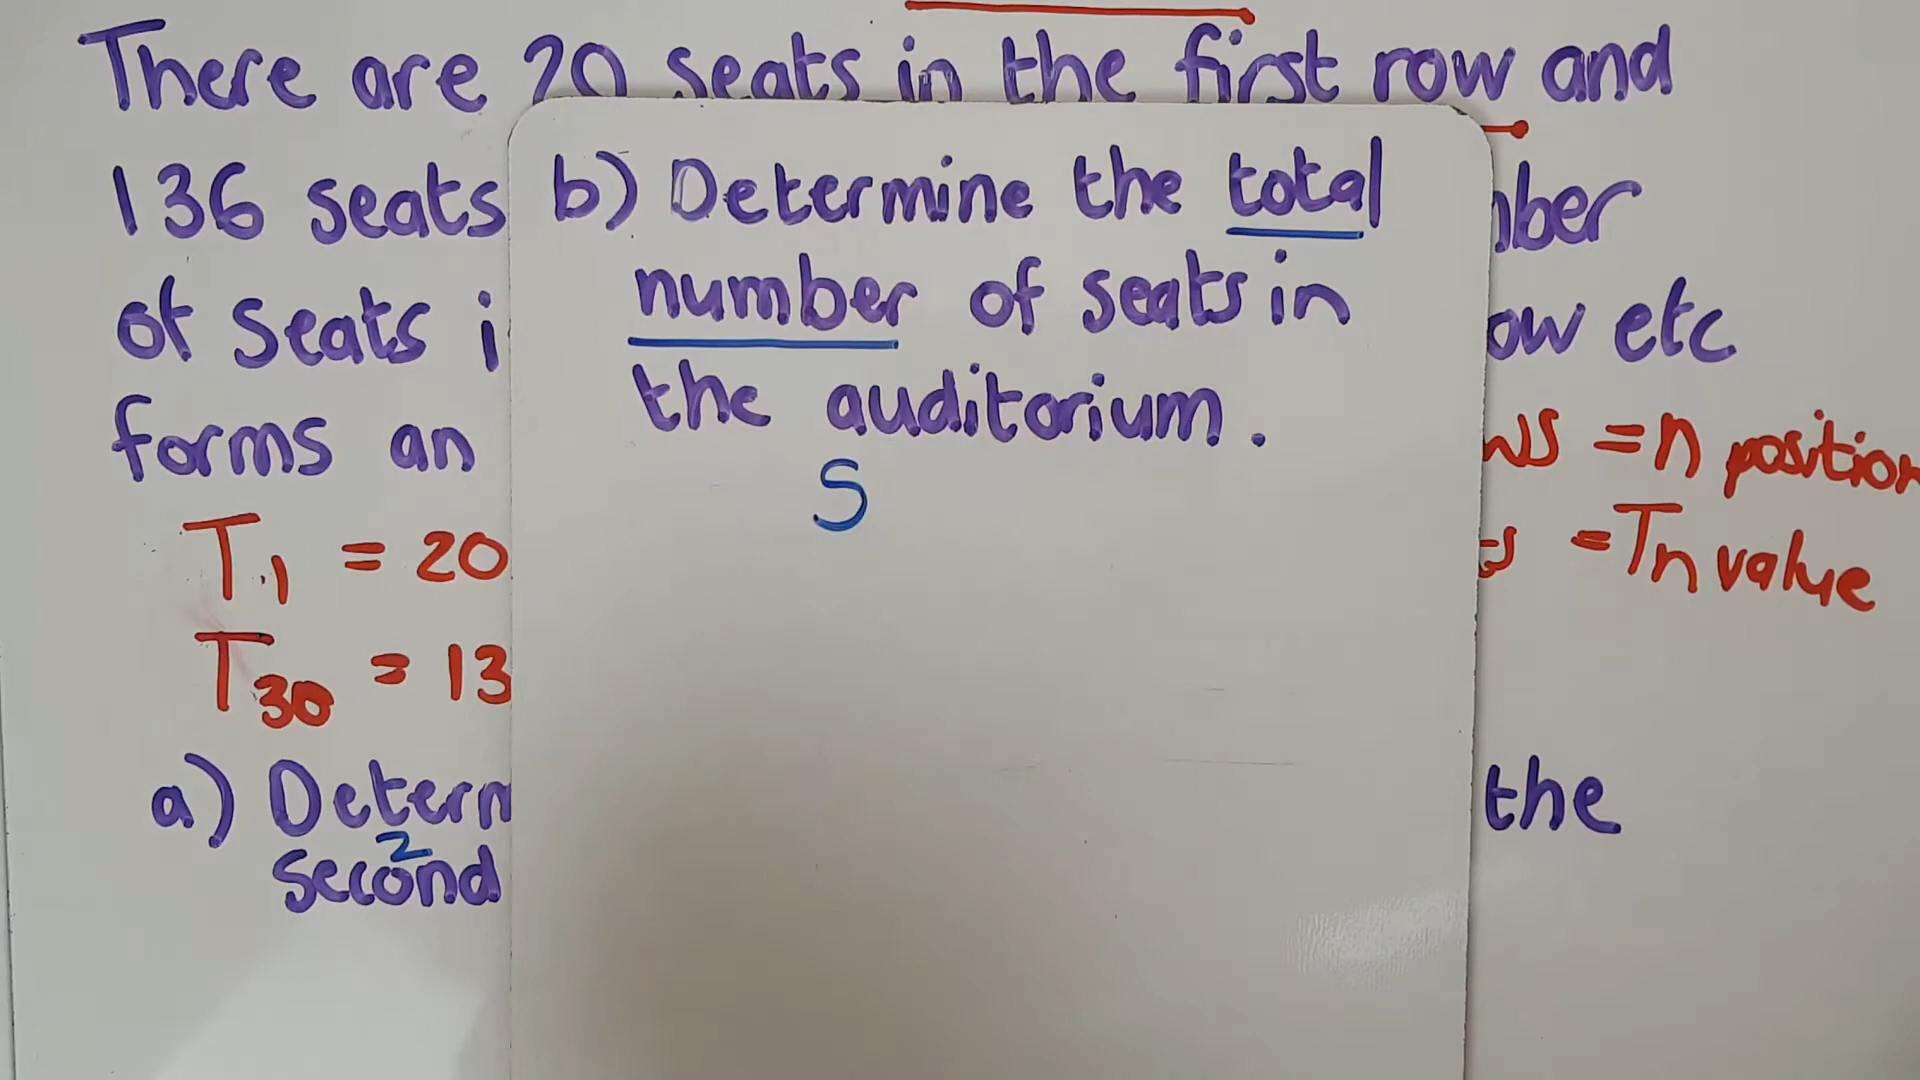 There are 20 seats in the first row and
136 seats
of seats
forms an
T1 = 20
T30 = 13
a) Determ
2
second
b) Determine the total
number of seats in
the auditorium.
S
ow etc
= n position
= Tn value
the